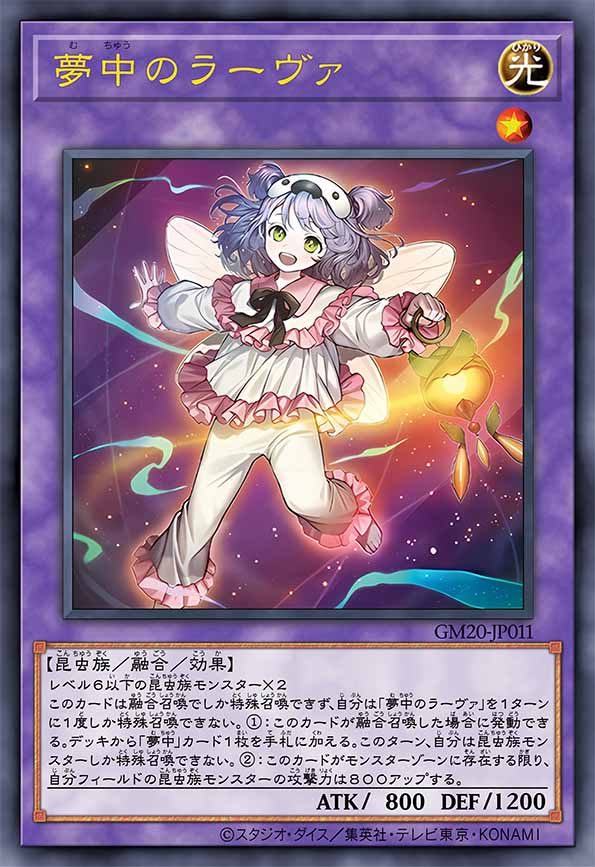 夢中のラーヴァ
光
GM20-JP011
【昆虫族／融合／効果】
レベル６以下の昆虫族モンスター×２
このカードは融合召喚でしか特殊召喚できず、自分は「夢中のラーヴァ」を１ターン
に１度しか特殊召喚できない。①：このカードが融合召喚した場合に発動でき
る。デッキから「夢中」カード１枚を手札に加える。このターン、自分は昆虫族モン
スターしか特殊召喚できない。②：このカードがモンスターゾーンに存在する限り、
自分フィールドの昆虫族モンスターの攻撃力は８００アップする。
ATK/ 800 DEF/1200
©スタジオ・ダイス／集英社・テレビ東京・KONAMI